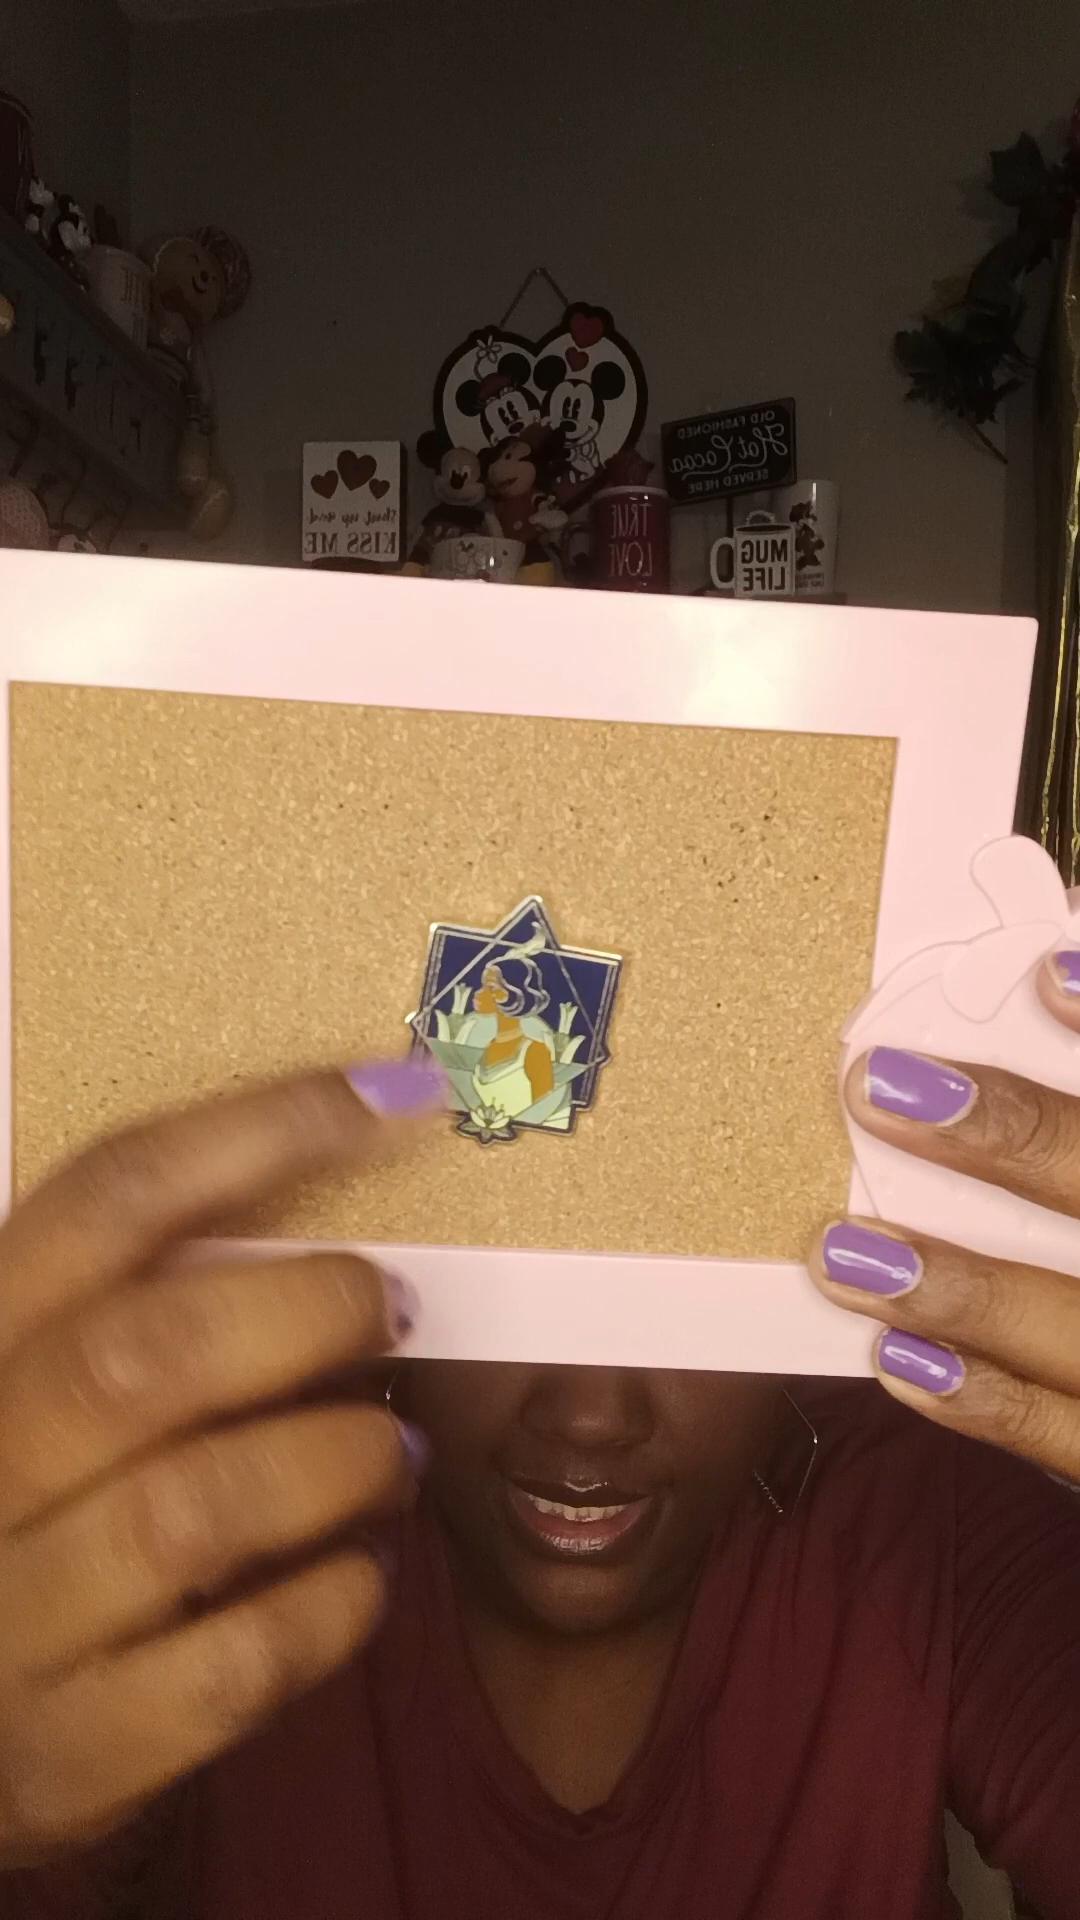 Shut up and
KISS ME
TRUE
LOVE
OLD FASHIONED
Hot Cocoa
SERVED HERE
MUG
LIFE